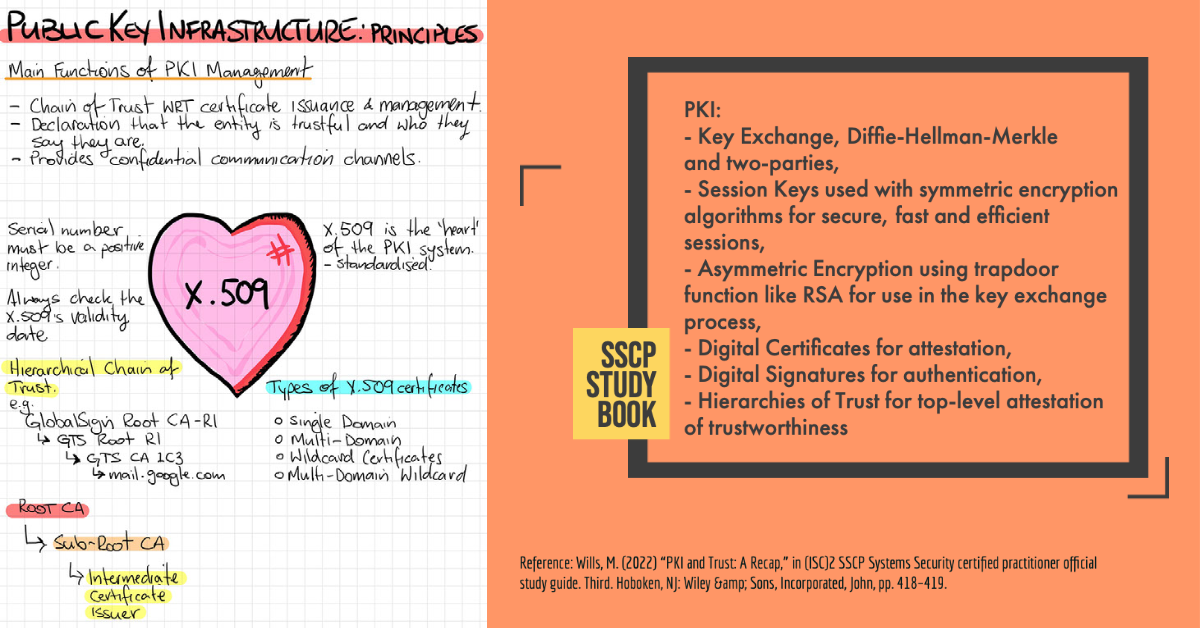 PUBLIC KEY INFRASTRUCTURE: PRINCIPLES
Main Functions of PKI Management
- Chain of Trust WRT certificate issuance & management.
- Declaration that the entity is trustful and who they
say they are.
- Provides confidential communication channels.
Serial number
must be a positive
integer.
Always check the
X.509's validity
date
X.509
#
X.509 is the 'heart'
of the PKI system.
- standardised.
Hierarchical Chain of
Trust.
e.g.
GlobalSign Root CA-R1
↳ GTS Root R1
↳ GTS CA 1C3
↳ mail.google.com
Types of X.509 certificates
o Single Domain
o Multi-Domain
o Wildcard Certificates
o Multi-Domain Wildcard
ROOT CA
↳ Sub-Root CA
↳ Intermediate
Certificate
Issuer
PKI:
- Key Exchange, Diffie-Hellman-Merkle
and two-parties,
- Session Keys used with symmetric encryption
algorithms for secure, fast and efficient
sessions,
- Asymmetric Encryption using trapdoor
function like RSA for use in the key exchange
process,
- Digital Certificates for attestation,
- Digital Signatures for authentication,
- Hierarchies of Trust for top-level attestation
of trustworthiness
SSCP
STUDY
BOOK
Reference: Wills, M. (2022) “PKI and Trust: A Recap,” in (ISC)2 SSCP Systems Security certified practitioner official
study guide. Third. Hoboken, NJ: Wiley &amp; Sons, Incorporated, John, pp. 418–419.